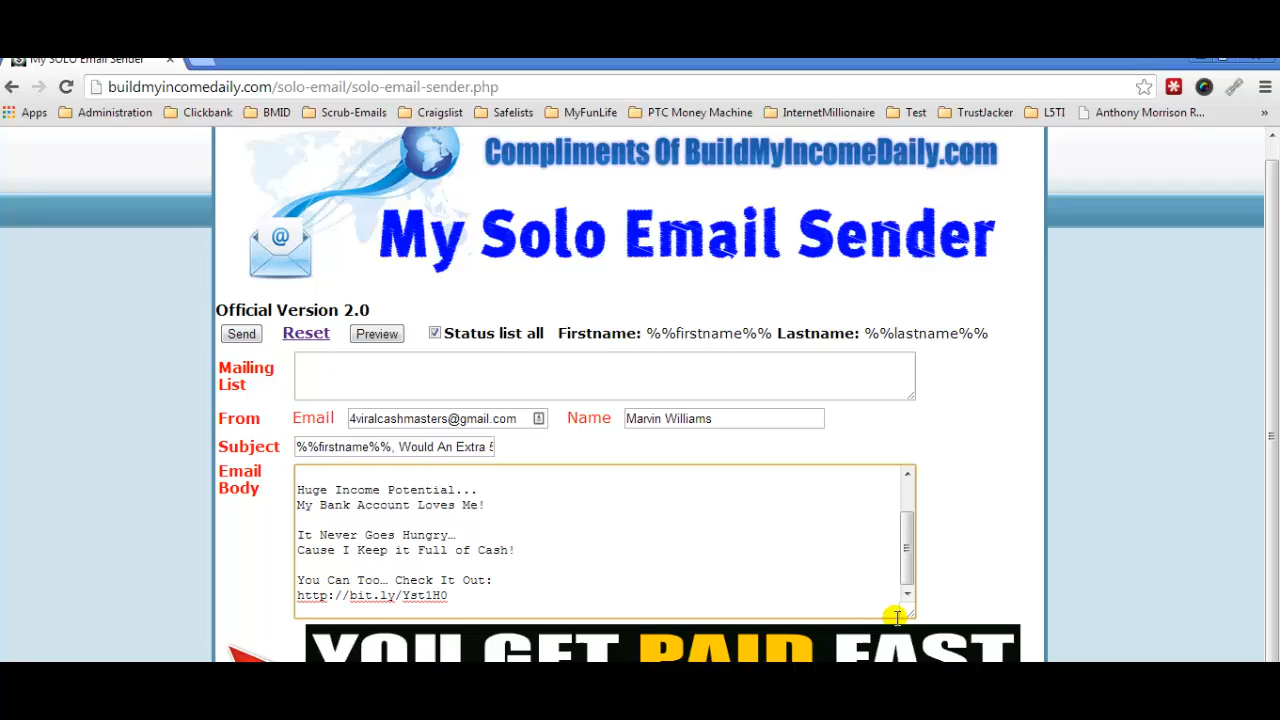 My SOLO Email Sender
buildmyincomedaily.com/solo-email/solo-email-sender.php
Apps Administration Clickbank BMID Scrub-Emails Craigslist Safelists MyFunLife PTC Money Machine InternetMillionaire Test TrustJacker L5TI Anthony Morrison R... »
Compliments Of BuildMyIncomeDaily.com
My Solo Email Sender
Official Version 2.0
Send Reset Preview Status list all Firstname: %%firstname%% Lastname: %%lastname%%
Mailing List
From Email 4viralcashmasters@gmail.com Name Marvin Williams
Subject %%firstname%%, Would An Extra
Email Body
Huge Income Potential...
My Bank Account Loves Me!
It Never Goes Hungry…
Cause I Keep it Full of Cash!
You Can Too… Check It Out:
http://bit.ly/Yst1H0
YOU GET PAID FAST